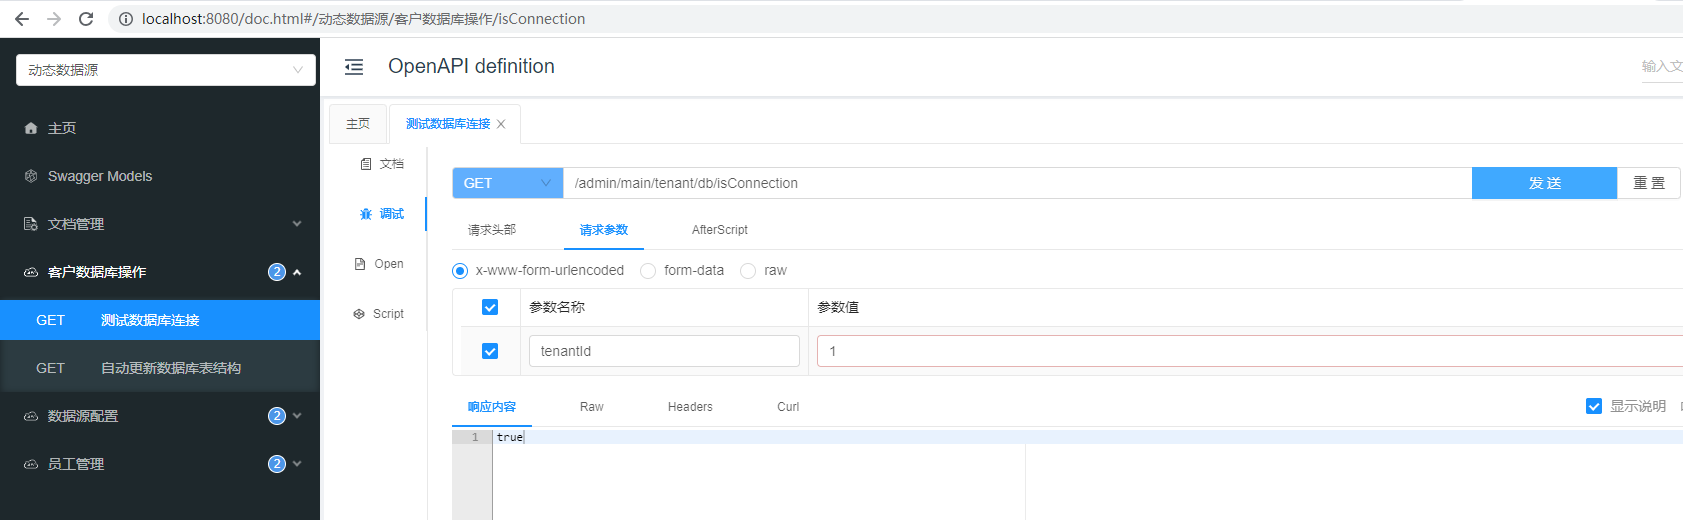 localhost:8080/doc.html#/动态数据源/客户数据库操作/isConnection
动态数据源
OpenAPI definition
输入文
主页
Swagger Models
文档管理
客户数据库操作 2
GET 测试数据库连接
GET 自动更新数据库表结构
数据源配置 2
员工管理 2
主页
测试数据库连接
文档
调试
Open
Script
GET /admin/main/tenant/db/isConnection 发 送 重 置
请求头部 请求参数 AfterScript
x-www-form-urlencoded form-data raw
参数名称 参数值
tenantId 1
响应内容 Raw Headers Curl 显示说明
1 true